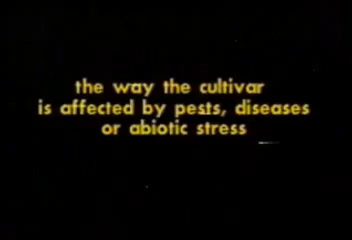 the way the cultivar
is affected by pests, diseases
or abiotic stress